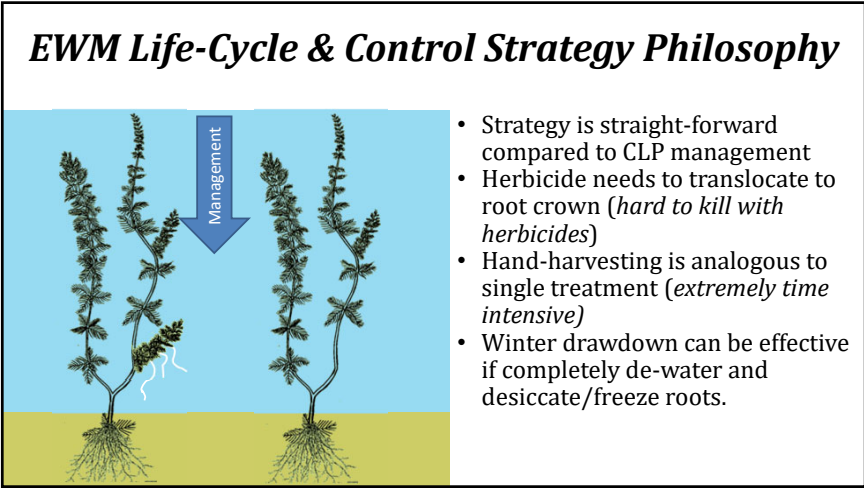 EWM Life-Cycle & Control Strategy Philosophy
Management
• Strategy is straight-forward
compared to CLP management
• Herbicide needs to translocate to
root crown (hard to kill with
herbicides)
• Hand-harvesting is analogous to
single treatment (extremely time
intensive)
• Winter drawdown can be effective
if completely de-water and
desiccate/freeze roots.